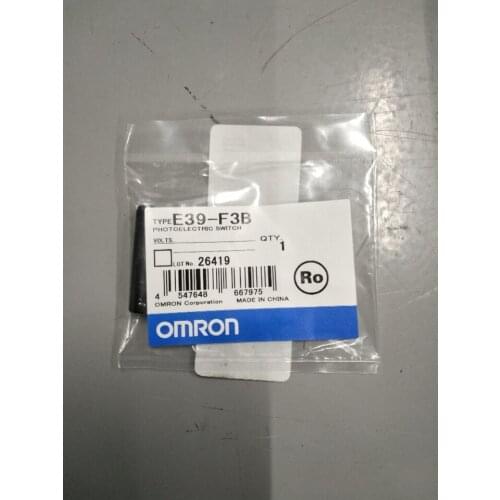 TYPE E39-F3B
PHOTOELECTRIC SWITCH
VOLTS. QTY. 1
LOT No. 26419
Ro
4 547648 667975
OMRON Corporation MADE IN CHINA
OMRON